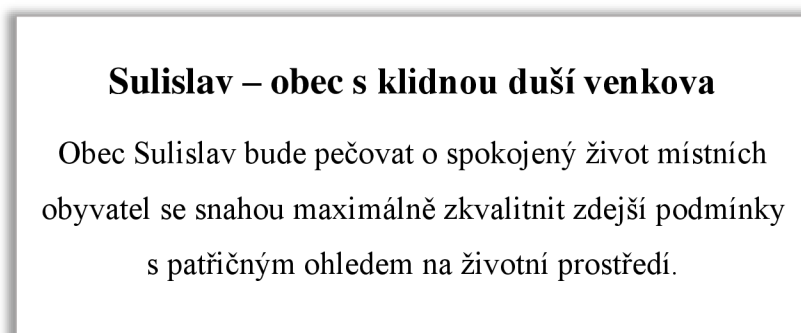 Sulislav – obec s klidnou duší venkova
Obec Sulislav bude pečovat o spokojený život místních
obyvatel se snahou maximálně zkvalitnit zdejší podmínky
s patřičným ohledem na životní prostředí.